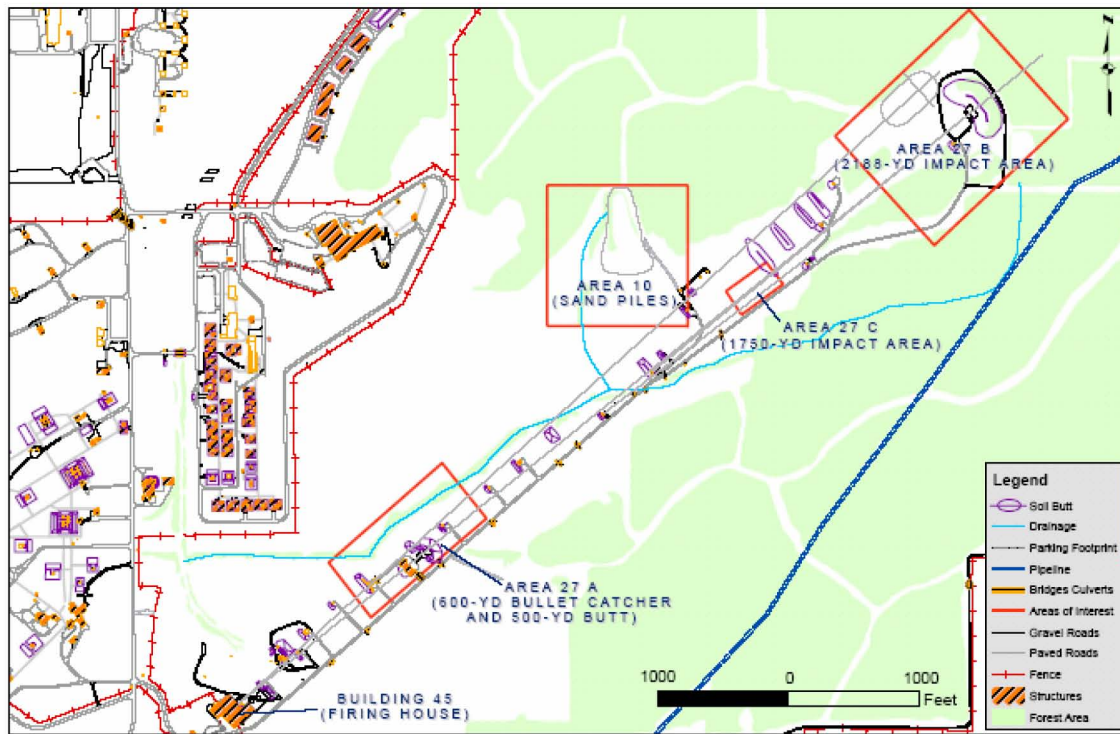 N
AREA 27 B
(2188-YD IMPACT AREA)
AREA 10
(SAND PILES)
AREA 27 C
(1750-YD IMPACT AREA)
AREA 27 A
(600-YD BULLET CATCHER
AND 500-YD BUTT)
BUILDING 45
(FIRING HOUSE)
1000 0 1000
Feet
Legend
Soil Butt
Drainage
Parking Footprint
Pipeline
Bridges Culverts
Areas of Interest
Gravel Roads
Paved Roads
Fence
Structures
Forest Area